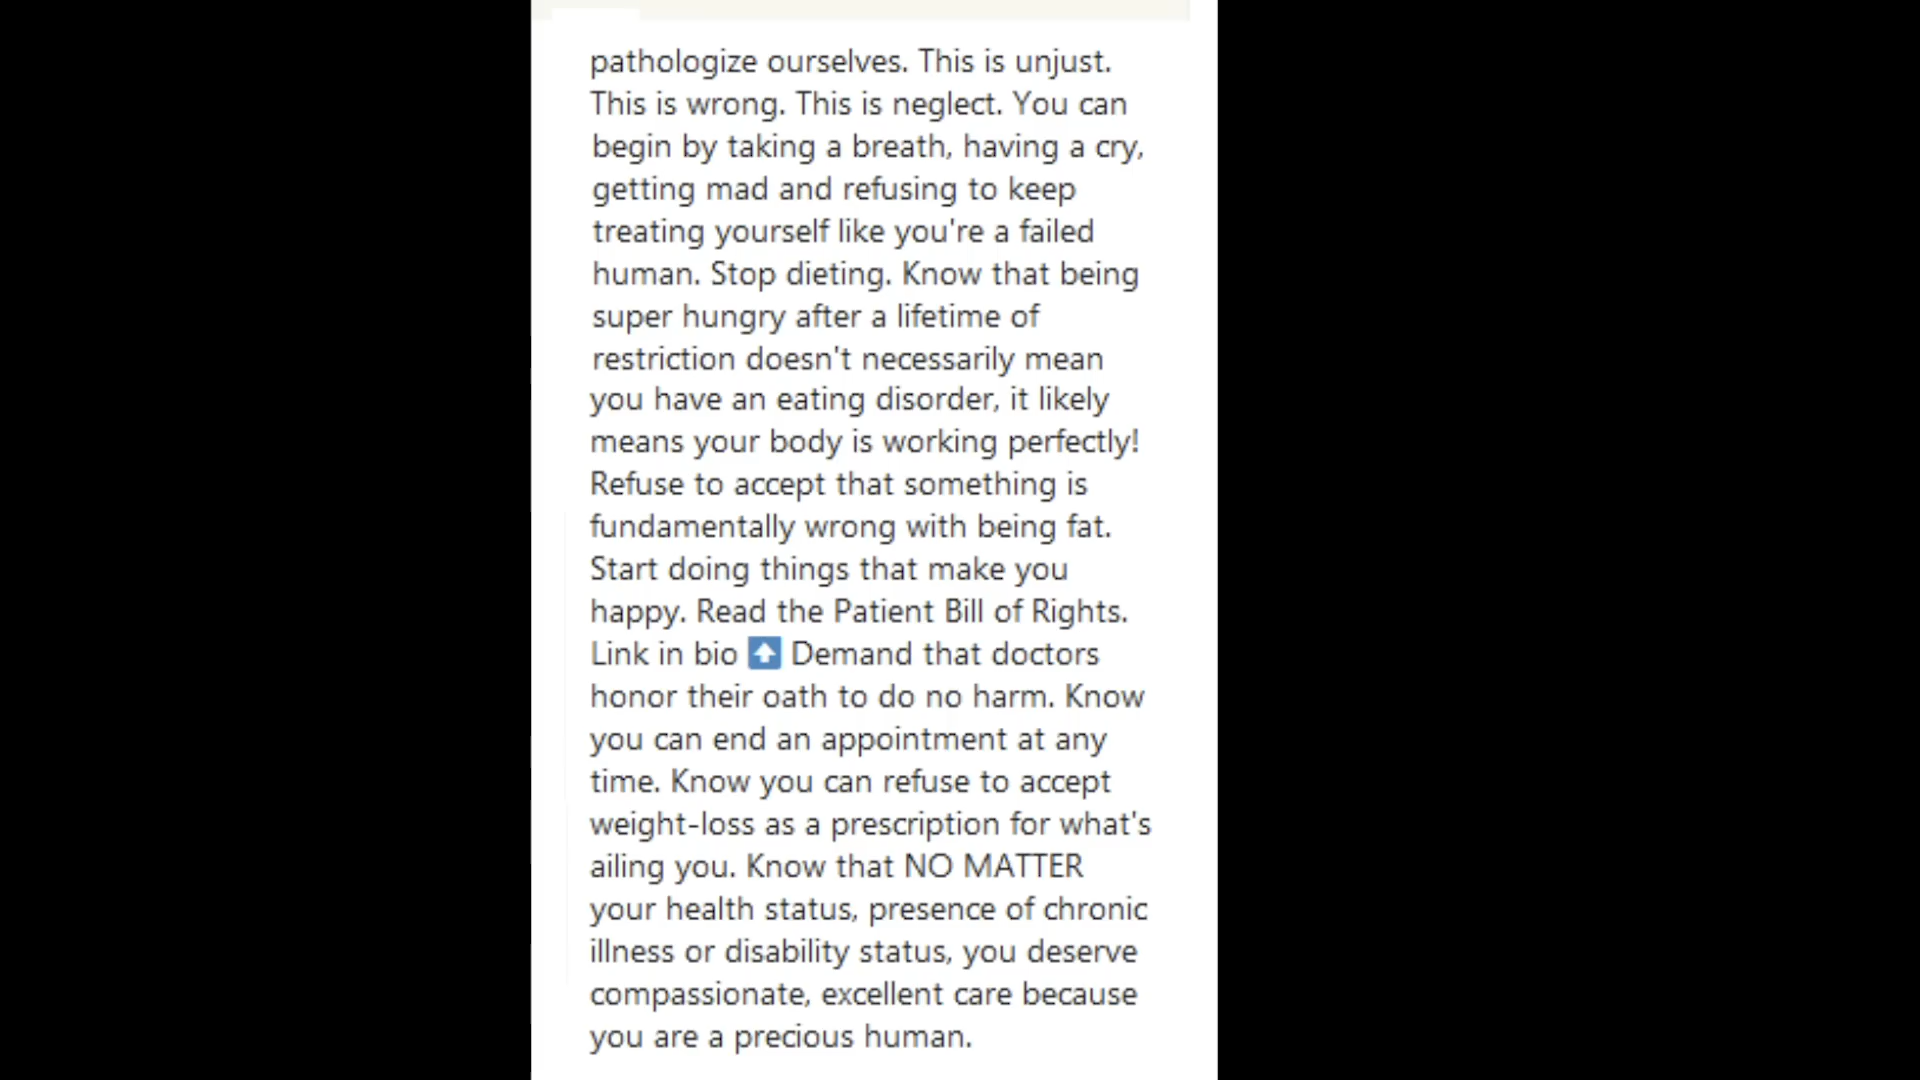 pathologize ourselves. This is unjust.
This is wrong. This is neglect. You can
begin by taking a breath, having a cry,
getting mad and refusing to keep
treating yourself like you're a failed
human. Stop dieting. Know that being
super hungry after a lifetime of
restriction doesn't necessarily mean
you have an eating disorder, it likely
means your body is working perfectly!
Refuse to accept that something is
fundamentally wrong with being fat.
Start doing things that make you
happy. Read the Patient Bill of Rights.
Link in bio ⬆️ Demand that doctors
honor their oath to do no harm. Know
you can end an appointment at any
time. Know you can refuse to accept
weight-loss as a prescription for what's
ailing you. Know that NO MATTER
your health status, presence of chronic
illness or disability status, you deserve
compassionate, excellent care because
you are a precious human.